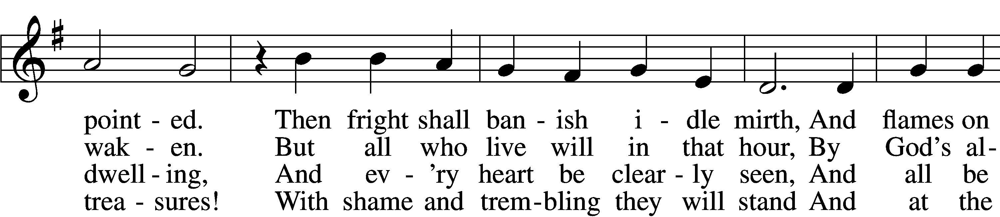 point - ed. Then fright shall ban - ish i - dle mirth, And flames on
wak - en. But all who live will in that hour, By God’s al-
dwell - ing, And ev - ’ry heart be clear - ly seen, And all be
trea - sures! With shame and trem - bling they will stand And at the